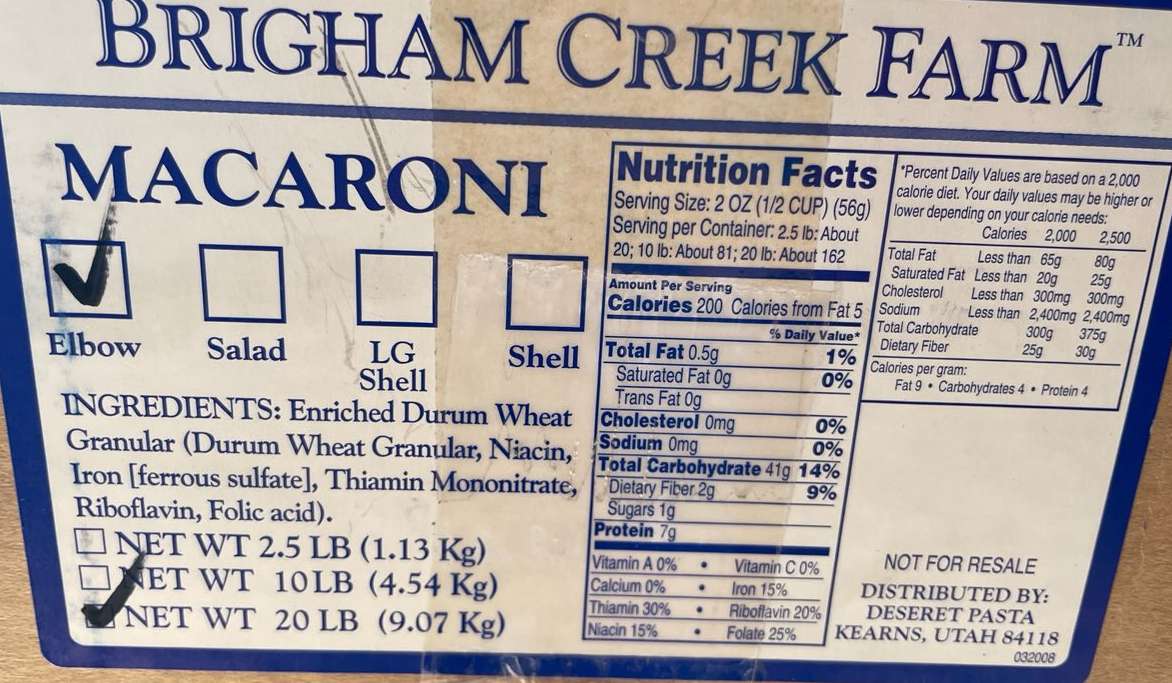 BRIGHAM CREEK FARM™
MACARONI
Elbow
Salad
LG
Shell
Shell
INGREDIENTS: Enriched Durum Wheat
Granular (Durum Wheat Granular, Niacin,
Iron [ferrous sulfate], Thiamin Mononitrate,
Riboflavin, Folic acid).
NET WT 2.5 LB (1.13 Kg)
NET WT 10 LB (4.54 Kg)
NET WT 20 LB (9.07 Kg)
Nutrition Facts
Serving Size: 2 OZ (1/2 CUP) (56g)
Serving per Container: 2.5 lb: About
20; 10 lb: About 81; 20 lb: About 162
Amount Per Serving
Calories 200 Calories from Fat 5
% Daily Value*
Total Fat 0.5g 1%
Saturated Fat 0g 0%
Trans Fat 0g
Cholesterol 0mg 0%
Sodium 0mg 0%
Total Carbohydrate 41g 14%
Dietary Fiber 2g 9%
Sugars 1g
Protein 7g
Vitamin A 0% • Vitamin C 0%
Calcium 0% • Iron 15%
Thiamin 30% • Riboflavin 20%
Niacin 15% • Folate 25%
*Percent Daily Values are based on a 2,000
calorie diet. Your daily values may be higher or
lower depending on your calorie needs:
Calories 2,000 2,500
Total Fat Less than 65g 80g
Saturated Fat Less than 20g 25g
Cholesterol Less than 300mg 300mg
Sodium Less than 2,400mg 2,400mg
Total Carbohydrate 300g 375g
Dietary Fiber 25g 30g
Calories per gram:
Fat 9 • Carbohydrates 4 • Protein 4
NOT FOR RESALE
DISTRIBUTED BY:
DESERET PASTA
KEARNS, UTAH 84118
032008